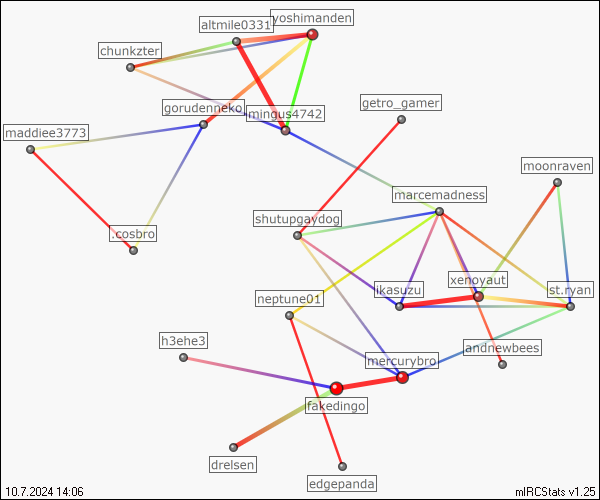 yoshimanden
altmile0331
chunkzter
getro_gamer
gorudenneko
mingus4742
maddiee3773
moonraven
marcemadness
shutupgaydog
.cosbro
xenoyaut
ikasuzu
st.ryan
neptune01
h3ehe3
andnewbees
mercurybro
fakedingo
drelsen
edgepanda
10.7.2024 14:06
mIRCStats v1.25